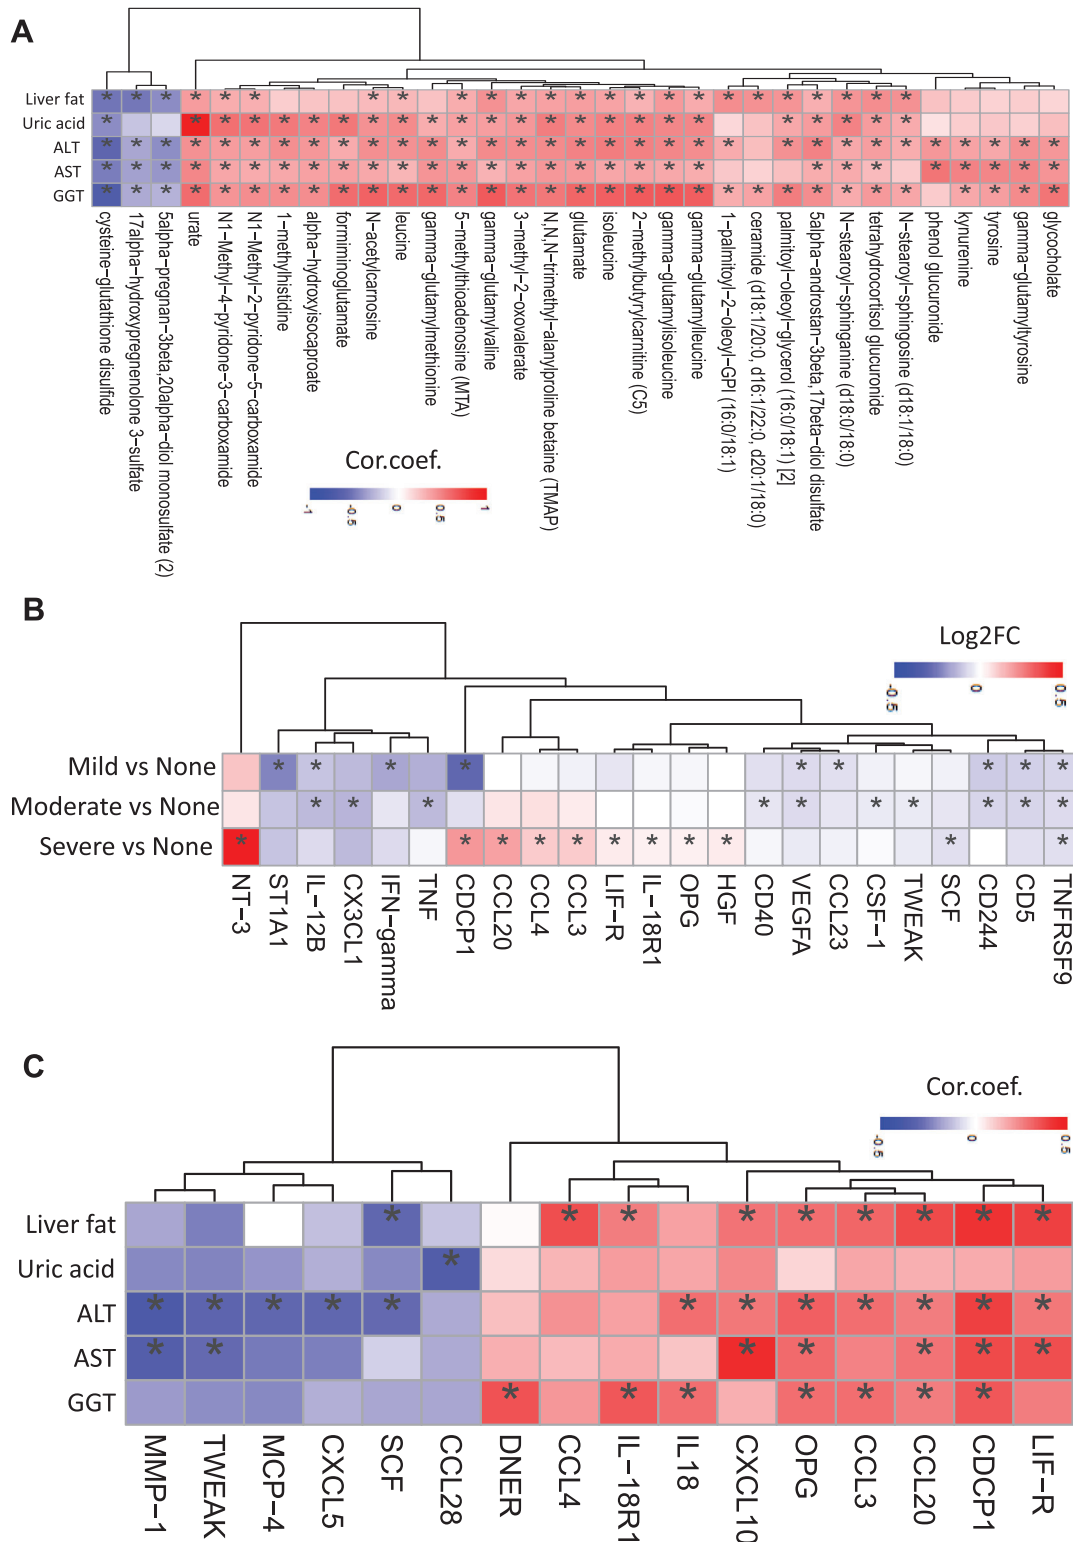 A
Liver fat
Uric acid
ALT
AST
GGT
cysteine-glutathione disulfide
17alpha-hydroxypregnenolone 3-sulfate
5alpha-pregnan-3beta,20alpha-diol monosulfate (2)
urate
N1-Methyl-4-pyridone-3-carboxamide
N1-Methyl-2-pyridone-5-carboxamide
1-methylhistidine
alpha-hydroxyisocaproate
formiminoglutamate
N-acetylcarnosine
leucine
gamma-glutamylmethionine
5-methylthioadenosine (MTA)
gamma-glutamylvaline
3-methyl-2-oxovalerate
N,N,N-trimethyl-alanylproline betaine (TMAP)
glutamate
isoleucine
2-methylbutyrylcarnitine (C5)
gamma-glutamylisoleucine
gamma-glutamylleucine
1-palmitoyl-2-oleoyl-GPI (16:0/18:1)
ceramide (d18:1/20:0, d16:1/22:0, d20:1/18:0)
palmitoyl-oleoyl-glycerol (16:0/18:1) [2]
5alpha-androstan-3beta,17beta-diol disulfate
N-stearoyl-sphinganine (d18:0/18:0)
tetrahydrocortisol glucuronide
N-stearoyl-sphingosine (d18:1/18:0)
phenol glucuronide
kynurenine
tyrosine
gamma-glutamyltyrosine
glycocholate
Cor.coef.
-1 -0.5 0 0.5 1
B
Log2FC
-0.5 0 0.5
Mild vs None
Moderate vs None
Severe vs None
NT-3
ST1A1
IL-12B
CX3CL1
IFN-gamma
TNF
CDCP1
CCL20
CCL4
CCL3
LIF-R
IL-18R1
OPG
HGF
CD40
VEGFA
CCL23
CSF-1
TWEAK
SCF
CD244
CD5
TNFRSF9
C
Cor.coef.
-0.5 0 0.5
Liver fat
Uric acid
ALT
AST
GGT
MMP-1
TWEAK
MCP-4
CXCL5
SCF
CCL28
DNER
CCL4
IL-18R1
IL18
CXCL10
OPG
CCL3
CCL20
CDCP1
LIF-R